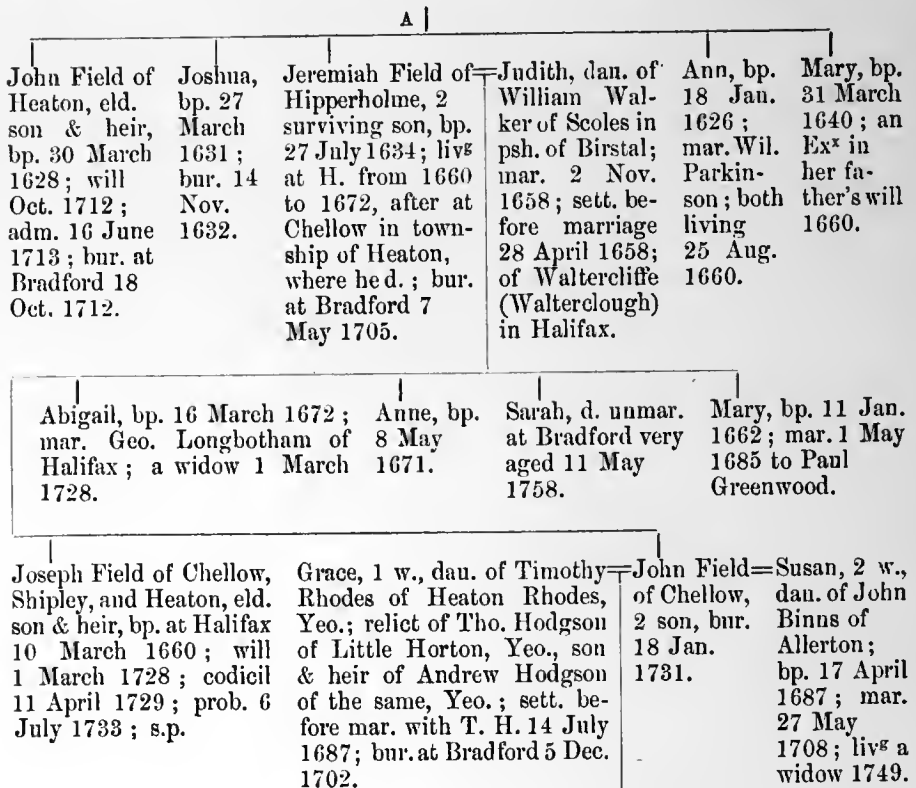 A
John Field of
Heaton, eld.
son & heir,
bp. 30 March
1628; will
Oct. 1712;
adm. 16 June
1713; bur. at
Bradford 18
Oct. 1712.
Joshua,
bp. 27
March
1631;
bur. 14
Nov.
1632.
Jeremiah Field of
Hipperholme, 2
surviving son, bp.
27 July 1634; livᵍ
at H. from 1660
to 1672, after at
Chellow in town-
ship of Heaton,
where he d.; bur.
at Bradford 7
May 1705.
Judith, dau. of
William Wal-
ker of Scoles in
psh. of Birstal;
mar. 2 Nov.
1658; sett. be-
fore marriage
28 April 1658;
of Waltercliffe
(Walterclough)
in Halifax.
Ann, bp.
18 Jan.
1626;
mar. Wil.
Parkin-
son; both
living
25 Aug.
1660.
Mary, bp.
31 March
1640; an
Exˣ in
her fa-
ther's will
1660.
Abigail, bp. 16 March 1672;
mar. Geo. Longbotham of
Halifax; a widow 1 March
1728.
Anne, bp.
8 May
1671.
Sarah, d. unmar.
at Bradford very
aged 11 May
1758.
Mary, bp. 11 Jan.
1662; mar. 1 May
1685 to Paul
Greenwood.
Joseph Field of Chellow,
Shipley, and Heaton, eld.
son & heir, bp. at Halifax
10 March 1660; will
1 March 1728; codicil
11 April 1729; prob. 6
July 1733; s.p.
Grace, 1 w., dau. of Timothy
Rhodes of Heaton Rhodes,
Yeo.; relict of Tho. Hodgson
of Little Horton, Yeo., son
& heir of Andrew Hodgson
of the same, Yeo.; sett. be-
fore mar. with T. H. 14 July
1687; bur. at Bradford 5 Dec.
1702.
John Field
of Chellow,
2 son, bur.
18 Jan.
1731.
Susan, 2 w.,
dau. of John
Binns of
Allerton;
bp. 17 April
1687; mar.
27 May
1708; livᵍ a
widow 1749.